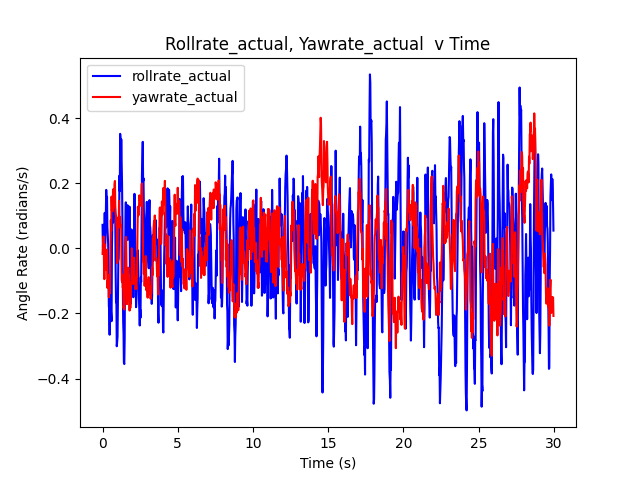 Rollrate_actual, Yawrate_actual  v Time
rollrate_actual
yawrate_actual
Angle Rate (radians/s)
0.4
0.2
0.0
−0.2
−0.4
0
5
10
15
20
25
30
Time (s)